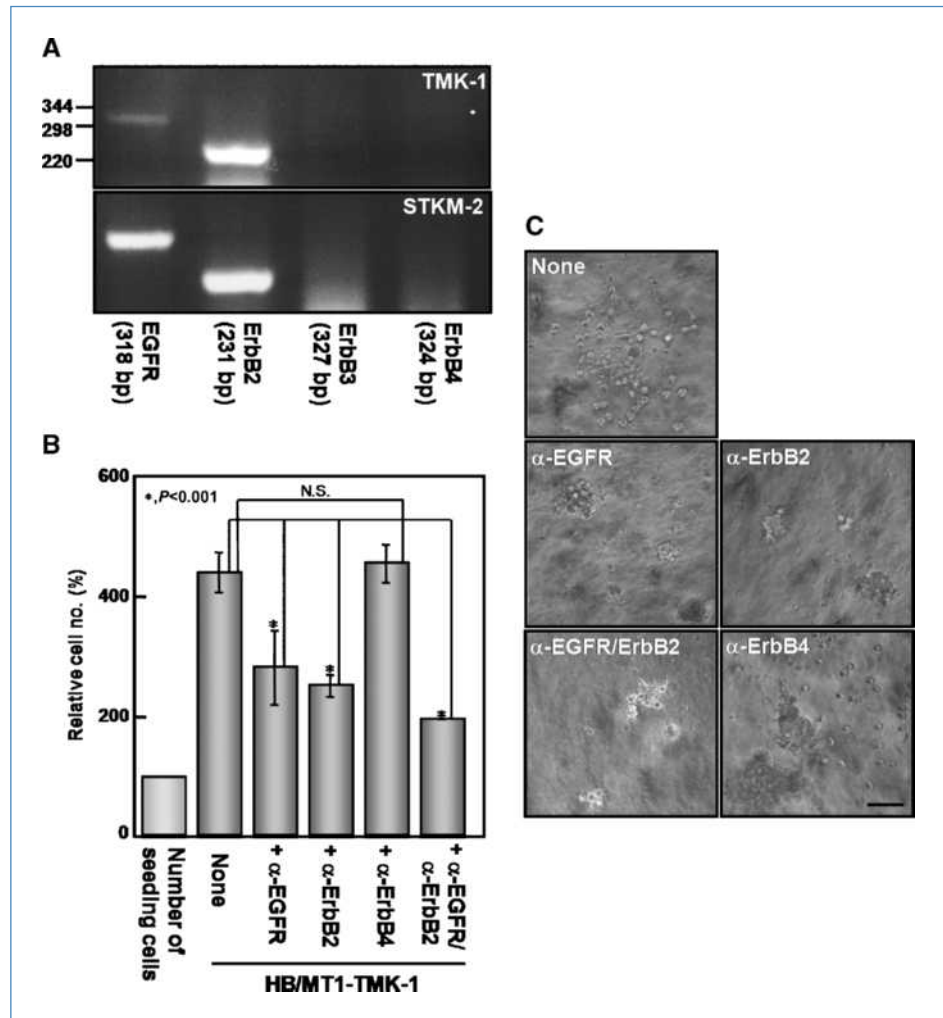 A
TMK-1
344
298
220
STKM-2
EGFR
(318 bp)
ErbB2
(231 bp)
ErbB3
(327 bp)
ErbB4
(324 bp)
B
*,P<0.001
N.S.
600
400
200
0
Relative cell no. (%)
*
*
*
Number of
seeding cells
None
+ α-EGFR
+ α-ErbB2
+ α-ErbB4
+ α-EGFR/
α-ErbB2
HB/MT1-TMK-1
C
None
α-EGFR
α-ErbB2
α-EGFR/ErbB2
α-ErbB4